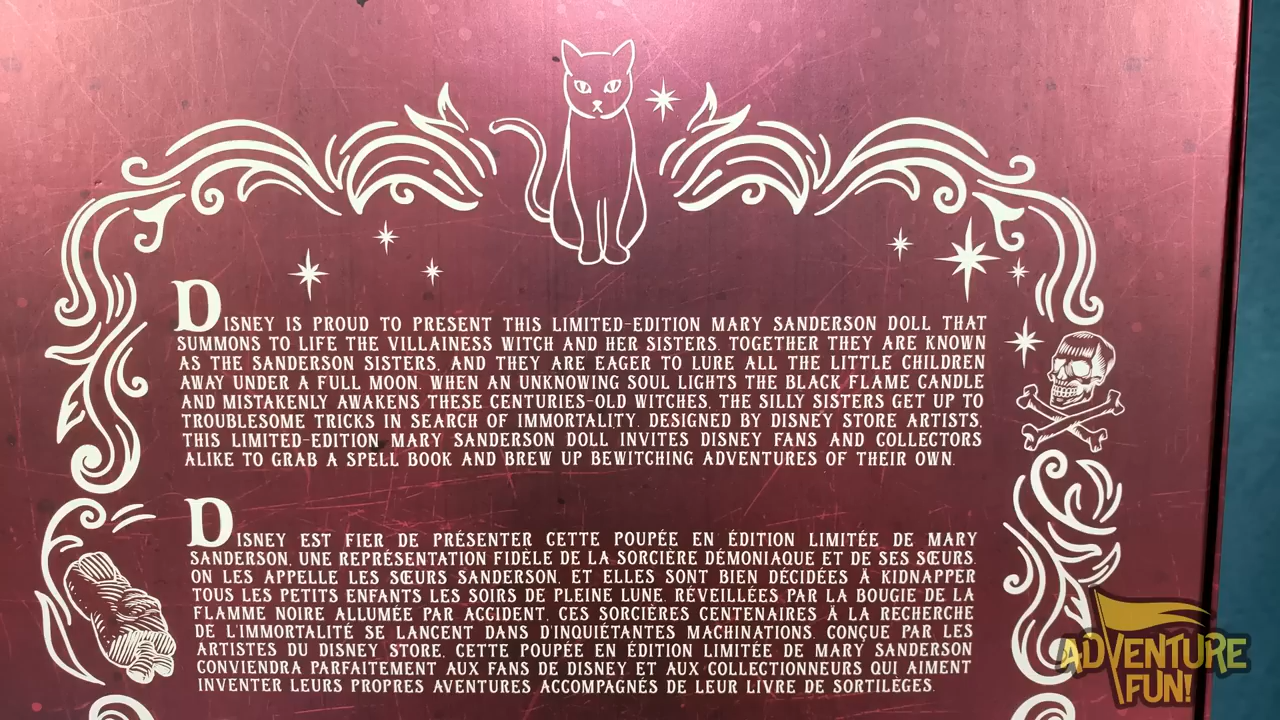 DISNEY IS PROUD TO PRESENT THIS LIMITED-EDITION MARY SANDERSON DOLL THAT
SUMMONS TO LIFE THE VILLAINESS WITCH AND HER SISTERS. TOGETHER THEY ARE KNOWN
AS THE SANDERSON SISTERS, AND THEY ARE EAGER TO LURE ALL THE LITTLE CHILDREN
AWAY UNDER A FULL MOON. WHEN AN UNKNOWING SOUL LIGHTS THE BLACK FLAME CANDLE
AND MISTAKENLY AWAKENS THESE CENTURIES-OLD WITCHES, THE SILLY SISTERS GET UP TO
TROUBLESOME TRICKS IN SEARCH OF IMMORTALITY. DESIGNED BY DISNEY STORE ARTISTS,
THIS LIMITED-EDITION MARY SANDERSON DOLL INVITES DISNEY FANS AND COLLECTORS
ALIKE TO GRAB A SPELL BOOK AND BREW UP BEWITCHING ADVENTURES OF THEIR OWN.
DISNEY EST FIER DE PRÉSENTER CETTE POUPÉE EN ÉDITION LIMITÉE DE MARY
SANDERSON, UNE REPRÉSENTATION FIDÈLE DE LA SORCIÈRE DÉMONIAQUE ET DE SES SŒURS.
ON LES APPELLE LES SŒURS SANDERSON, ET ELLES SONT BIEN DÉCIDÉES À KIDNAPPER
TOUS LES PETITS ENFANTS LES SOIRS DE PLEINE LUNE. RÉVEILLÉES PAR LA BOUGIE DE LA
FLAMME NOIRE ALLUMÉE PAR ACCIDENT, CES SORCIÈRES CENTENAIRES À LA RECHERCHE
DE L'IMMORTALITÉ SE LANCENT DANS D'INQUIÉTANTES MACHINATIONS. CONÇUE PAR LES
ARTISTES DU DISNEY STORE, CETTE POUPÉE EN ÉDITION LIMITÉE DE MARY SANDERSON
CONVIENDRA PARFAITEMENT AUX FANS DE DISNEY ET AUX COLLECTIONNEURS QUI AIMENT
INVENTER LEURS PROPRES AVENTURES ACCOMPAGNÉS DE LEUR LIVRE DE SORTILÈGES.
ADVENTURE
FUN!